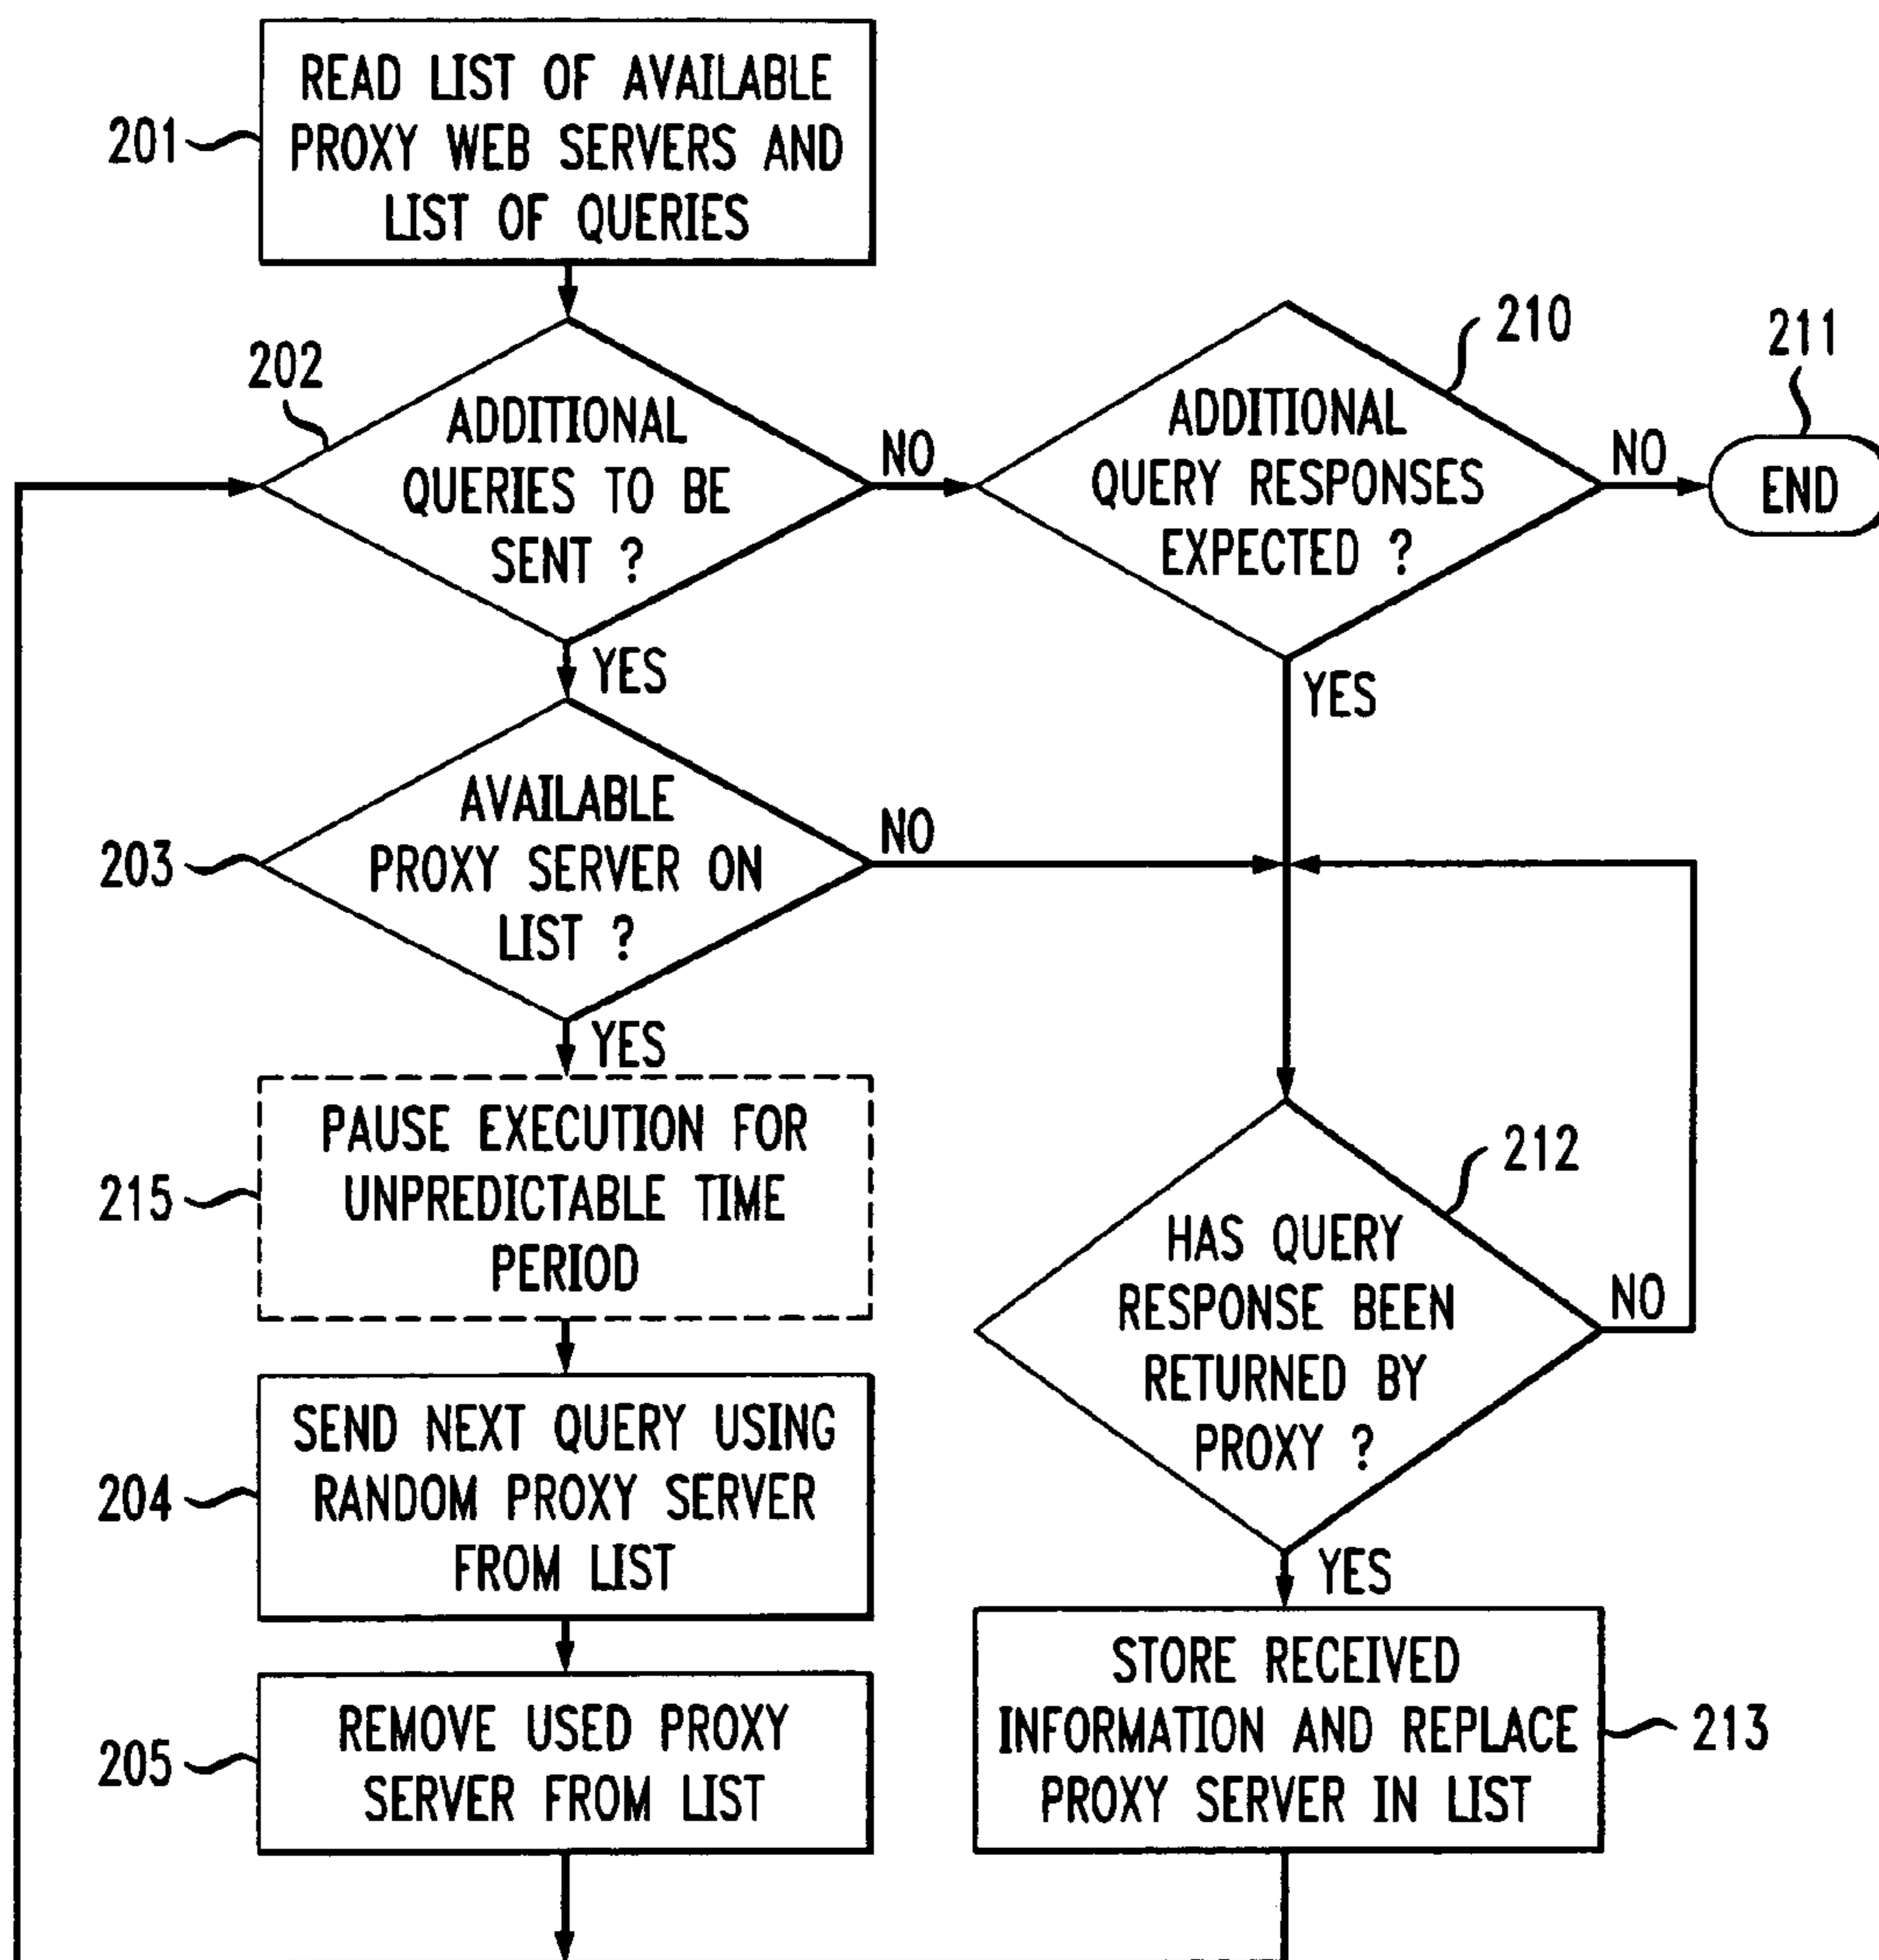 READ LIST OF AVAILABLE
PROXY WEB SERVERS AND
LIST OF QUERIES
201
202
ADDITIONAL
QUERIES TO BE
SENT ?
NO
YES
210
ADDITIONAL
QUERY RESPONSES
EXPECTED ?
NO
YES
211
END
203
AVAILABLE
PROXY SERVER ON
LIST ?
NO
YES
215
PAUSE EXECUTION FOR
UNPREDICTABLE TIME
PERIOD
212
HAS QUERY
RESPONSE BEEN
RETURNED BY
PROXY ?
NO
YES
204
SEND NEXT QUERY USING
RANDOM PROXY SERVER
FROM LIST
205
REMOVE USED PROXY
SERVER FROM LIST
STORE RECEIVED
INFORMATION AND REPLACE
PROXY SERVER IN LIST
213